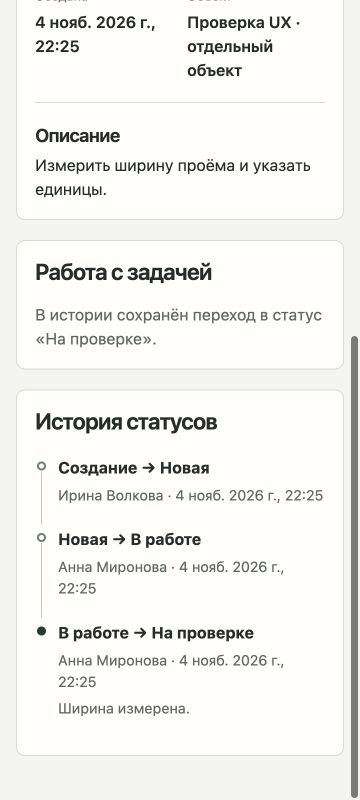 4 нояб. 2026 г.,
22:25
Проверка UX ·
отдельный
объект
Описание
Измерить ширину проёма и указать
единицы.
Работа с задачей
В истории сохранён переход в статус
«На проверке».
История статусов
Создание → Новая
Ирина Волкова · 4 нояб. 2026 г., 22:25
Новая → В работе
Анна Миронова · 4 нояб. 2026 г.,
22:25
В работе → На проверке
Анна Миронова · 4 нояб. 2026 г.,
22:25
Ширина измерена.